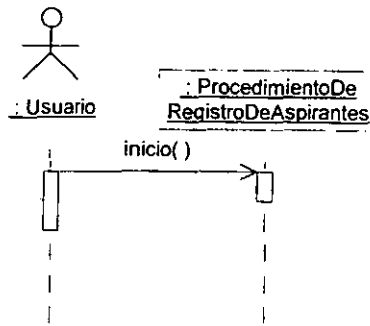 : Usuario
: ProcedimientoDe
RegistroDeAspirantes
inicio( )